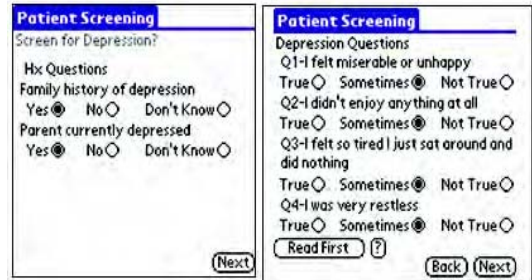 Patient Screening
Screen for Depression?
Hx Questions
Family history of depression
Yes No Don't Know
Parent currently depressed
Yes No Don't Know
Next
Patient Screening
Depression Questions
Q1-I felt miserable or unhappy
True Sometimes Not True
Q2-I didn't enjoy anything at all
True Sometimes Not True
Q3-I felt so tired I just sat around and
did nothing
True Sometimes Not True
Q4-I was very restless
True Sometimes Not True
Read First ?
Back Next